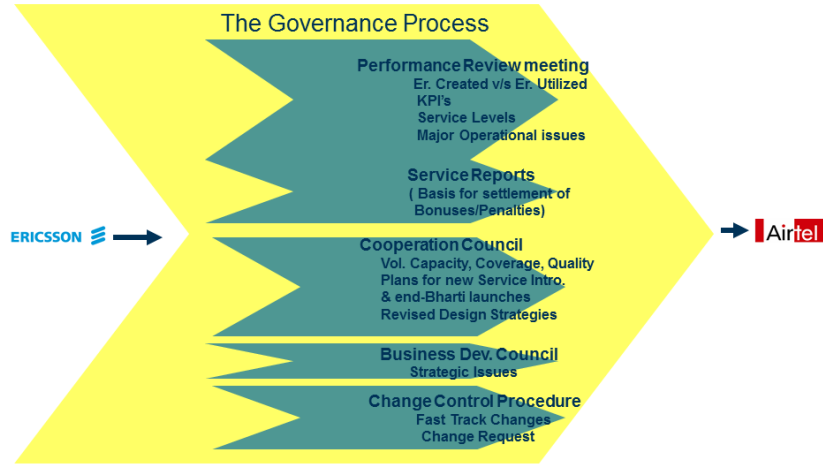 The Governance Process
Performance Review meeting
Er. Created v/s Er. Utilized
KPI's
Service Levels
Major Operational issues
Service Reports
( Basis for settlement of
Bonuses/Penalties)
ERICSSON
Airtel
Cooperation Council
Vol. Capacity, Coverage, Quality
Plans for new Service Intro.
& end-Bharti launches
Revised Design Strategies
Business Dev. Council
Strategic Issues
Change Control Procedure
Fast Track Changes
Change Request